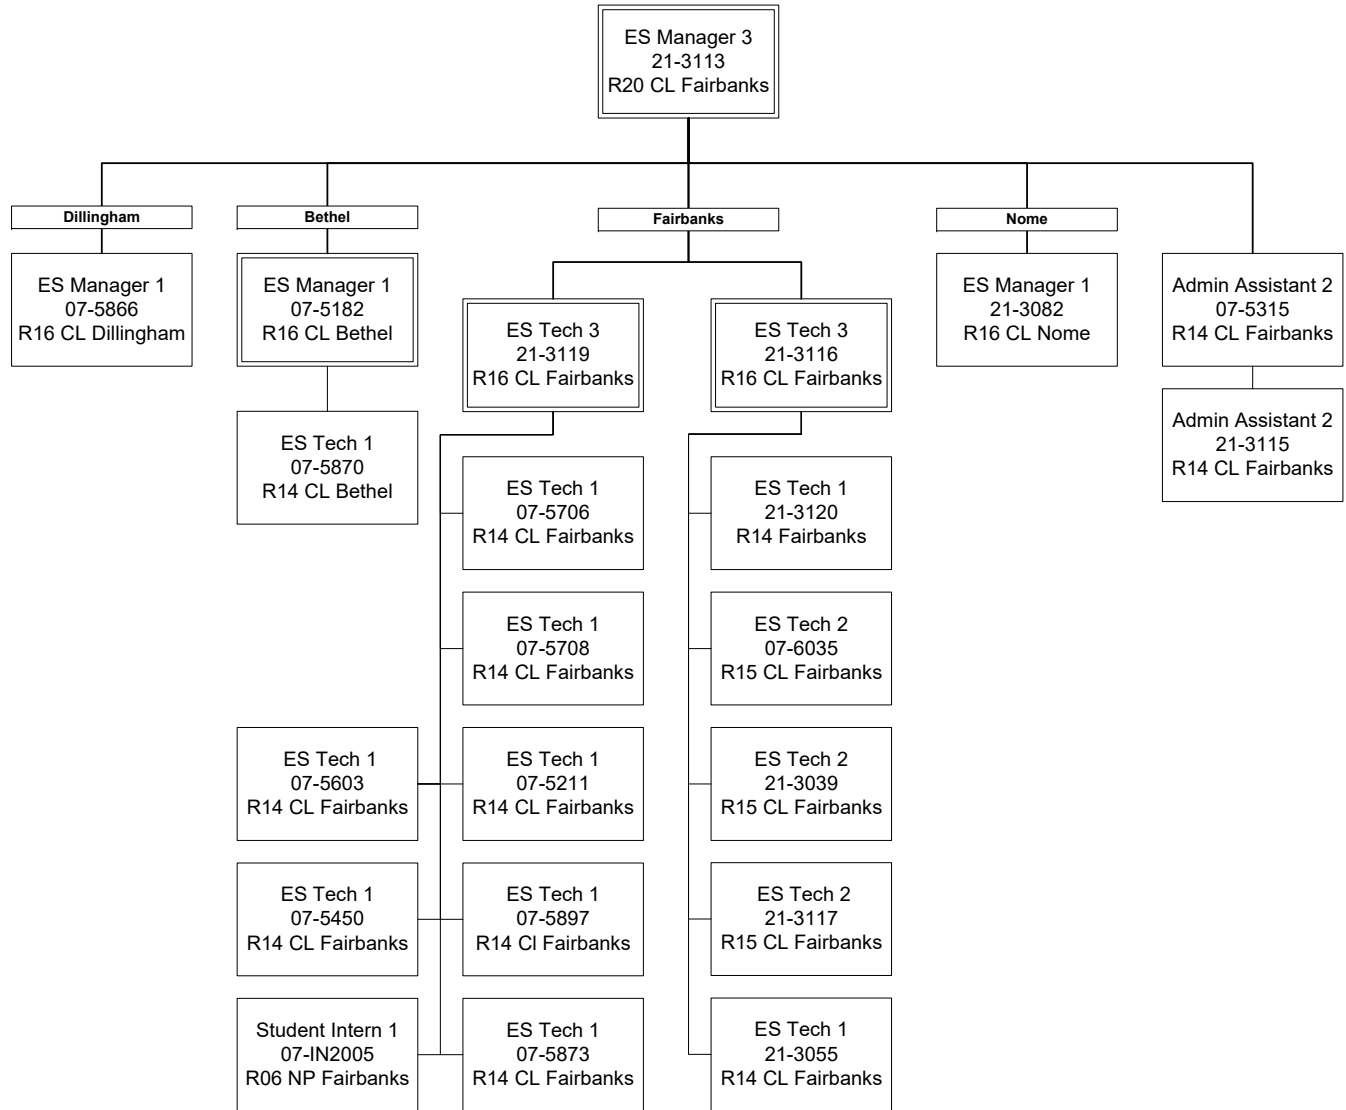 ES Manager 3
21-3113
R20 CL Fairbanks
Dillingham
Bethel
Fairbanks
Nome
ES Manager 1
07-5866
R16 CL Dillingham
ES Manager 1
07-5182
R16 CL Bethel
ES Tech 3
21-3119
R16 CL Fairbanks
ES Tech 3
21-3116
R16 CL Fairbanks
ES Manager 1
21-3082
R16 CL Nome
Admin Assistant 2
07-5315
R14 CL Fairbanks
ES Tech 1
07-5870
R14 CL Bethel
Admin Assistant 2
21-3115
R14 CL Fairbanks
ES Tech 1
07-5706
R14 CL Fairbanks
ES Tech 1
21-3120
R14 Fairbanks
ES Tech 1
07-5708
R14 CL Fairbanks
ES Tech 2
07-6035
R15 CL Fairbanks
ES Tech 1
07-5603
R14 CL Fairbanks
ES Tech 1
07-5211
R14 CL Fairbanks
ES Tech 2
21-3039
R15 CL Fairbanks
ES Tech 1
07-5450
R14 CL Fairbanks
ES Tech 1
07-5897
R14 Cl Fairbanks
ES Tech 2
21-3117
R15 CL Fairbanks
Student Intern 1
07-IN2005
R06 NP Fairbanks
ES Tech 1
07-5873
R14 CL Fairbanks
ES Tech 1
21-3055
R14 CL Fairbanks